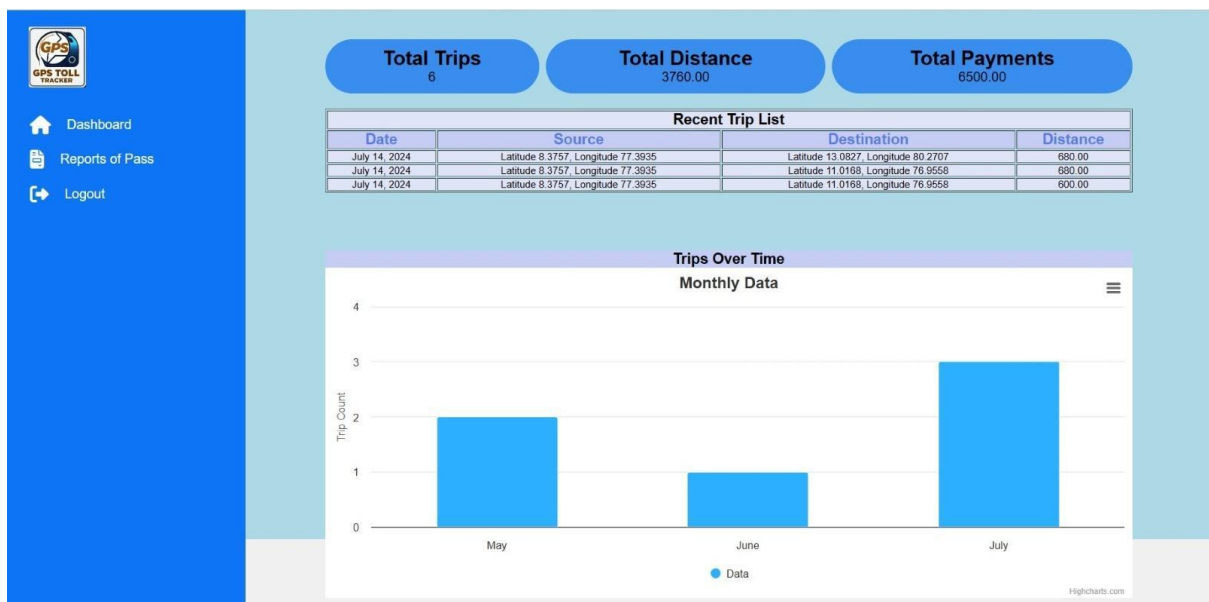 GPS
GPS TOLL
TRACKER
Dashboard
Reports of Pass
Logout
Total Trips
6
Total Distance
3760.00
Total Payments
6500.00
Recent Trip List
Date Source Destination Distance
July 14, 2024 Latitude 8.3757, Longitude 77.3935 Latitude 13.0827, Longitude 80.2707 680.00
July 14, 2024 Latitude 8.3757, Longitude 77.3935 Latitude 11.0168, Longitude 76.9558 680.00
July 14, 2024 Latitude 8.3757, Longitude 77.3935 Latitude 11.0168, Longitude 76.9558 600.00
Trips Over Time
Monthly Data
Trip Count
4
3
2
1
0
May June July
Data
Highcharts.com